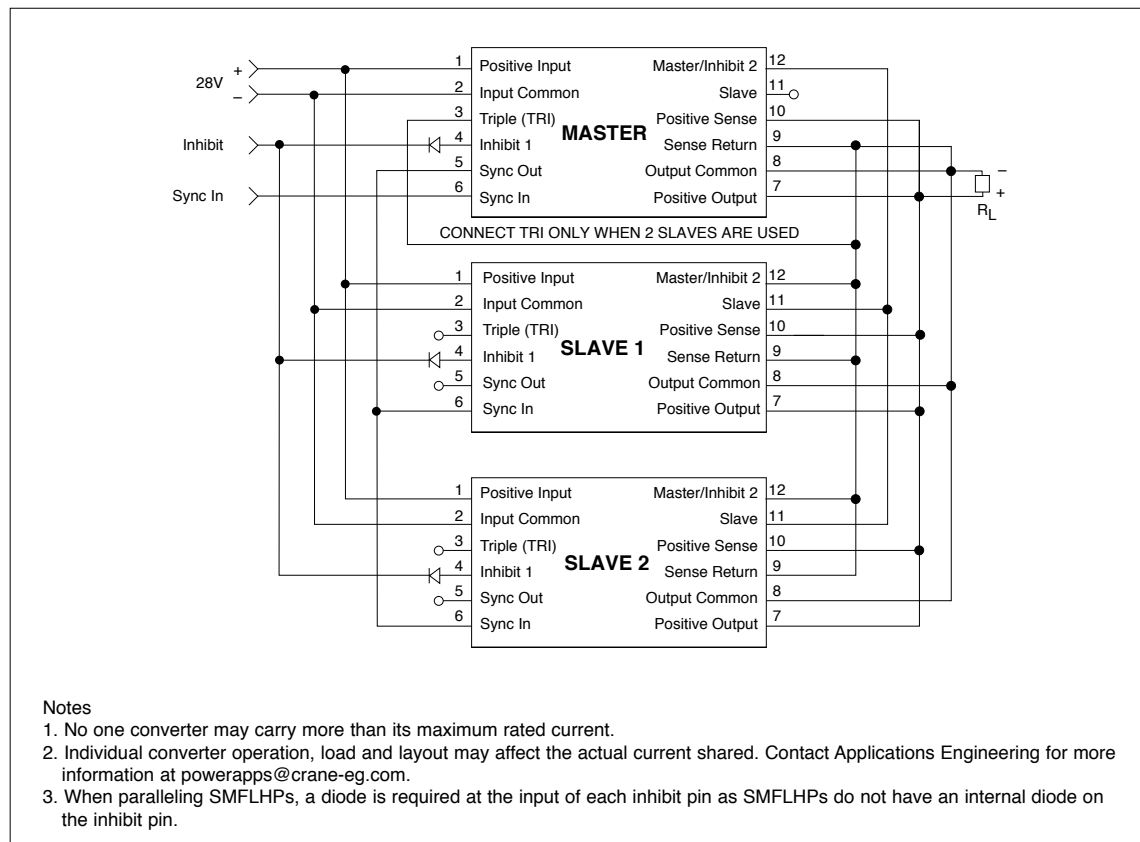 1 Positive Input Master/Inhibit 2 12
28V + − 2 Input Common Slave 11
3 Triple (TRI) Positive Sense 10
MASTER
Inhibit 4 Inhibit 1 Sense Return 9
5 Sync Out Output Common 8 −
Sync In 6 Sync In Positive Output 7 +
RL
CONNECT TRI ONLY WHEN 2 SLAVES ARE USED
1 Positive Input Master/Inhibit 2 12
2 Input Common Slave 11
3 Triple (TRI) Positive Sense 10
SLAVE 1
4 Inhibit 1 Sense Return 9
5 Sync Out Output Common 8
6 Sync In Positive Output 7
1 Positive Input Master/Inhibit 2 12
2 Input Common Slave 11
3 Triple (TRI) Positive Sense 10
SLAVE 2
4 Inhibit 1 Sense Return 9
5 Sync Out Output Common 8
6 Sync In Positive Output 7
Notes
1. No one converter may carry more than its maximum rated current.
2. Individual converter operation, load and layout may affect the actual current shared. Contact Applications Engineering for more
information at powerapps@crane-eg.com.
3. When paralleling SMFLHPs, a diode is required at the input of each inhibit pin as SMFLHPs do not have an internal diode on
the inhibit pin.